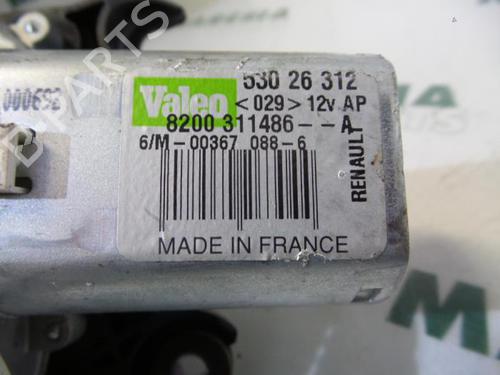 Valeo
530 26 312
<029> 12v AP
8200 311486--A
6/M-00367 088-6
RENAULT
MADE IN FRANCE